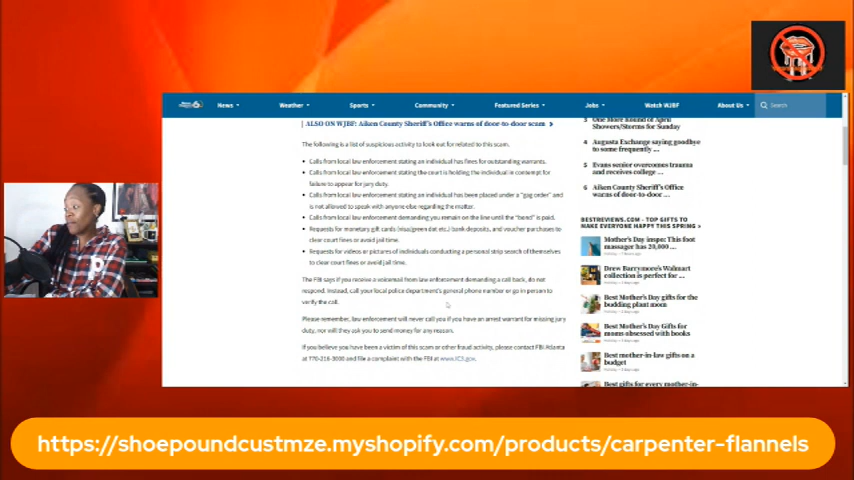 News
Weather
Sports
Community
Featured Series
Jobs
Watch WJBF
About Us
Search
ALSO ON WJBF: Aiken County Sheriff's Office warns of door-to-door scam
The following is a list of suspicious activity to look out for related to this scam.
Calls from local law enforcement stating an individual has fines for outstanding warrants.
Calls from local law enforcement stating the court is holding the individual in contempt for
failure to appear for jury duty.
Calls from local law enforcement stating an individual has been placed under a "gag order" and
is not allowed to speak with anyone else regarding the matter.
Calls from local law enforcement demanding you remain on the line until the "bond" is paid.
Requests for monetary gift cards (visa/green dot etc.) bank deposits, and voucher purchases to
clear court fines or avoid jail time.
Requests for videos or pictures of individuals conducting a personal strip search of themselves
to clear court fines or avoid jail time.
The FBI says if you receive a voicemail from law enforcement demanding a call back, do not
respond. Instead, call your local police department's general phone number or go in person to
verify the call.
Please remember, law enforcement will never call you if you have an arrest warrant for missing jury
duty, nor will they ask you to send money for any reason.
If you believe you have been a victim of this scam or other fraud activity, please contact FBI Atlanta
at 770-216-3000 and file a complaint with the FBI at www.IC3.gov.
3 One More Round of April
Showers/Storms for Sunday
4 Augusta Exchange saying goodbye
to some frequently ...
5 Evans senior overcomes trauma
and receives college ...
6 Aiken County Sheriff's Office
warns of door-to-door ...
BESTREVIEWS.COM - TOP GIFTS TO
MAKE EVERYONE HAPPY THIS SPRING >
Mother's Day inspo: This foot
massager has 20,000 ...
Drew Barrymore's Walmart
collection is perfect for ...
Best Mother's Day gifts for the
budding plant mom
Best Mother's Day Gifts for
moms obsessed with books
Best mother-in-law gifts on a
budget
Best gifts for every mother-in-
https://shoepoundcustmze.myshopify.com/products/carpenter-flannels